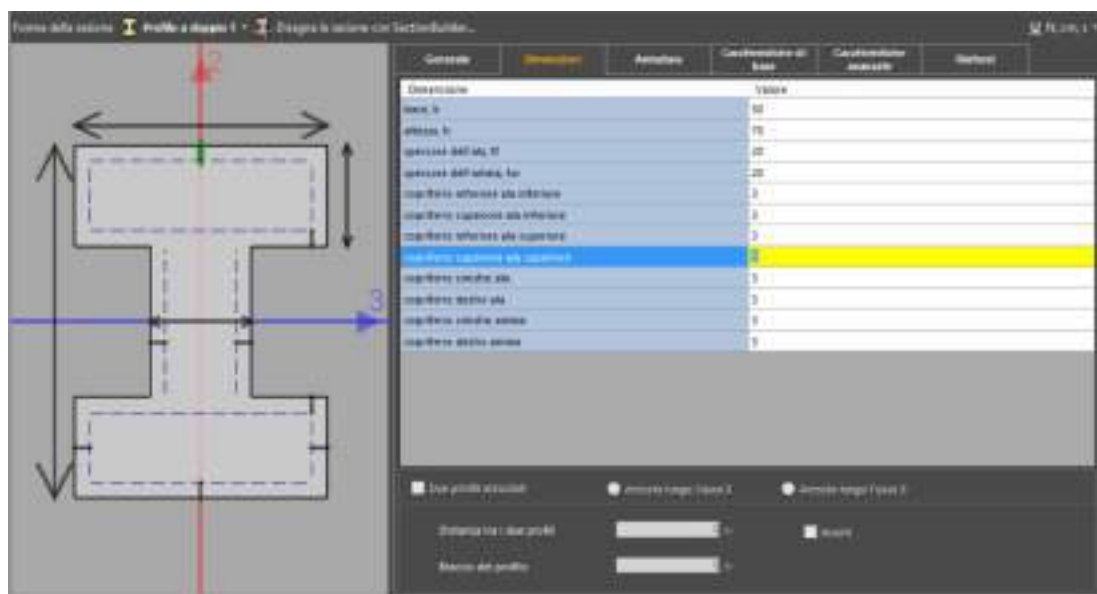 Forma della sezione Profilo a doppio T Disegna la sezione con SectionBuilder...
Generale Dimensioni Armatura Caratteristiche di base Caratteristiche avanzate
Dimensione Valore
base, b 50
altezza, h 70
spessore dell'ala, tf 20
spessore dell'anima, tw 20
copriferro inferiore ala inferiore 3
copriferro superiore ala inferiore 3
copriferro inferiore ala superiore 3
copriferro superiore ala superiore
copriferro sinistro ala 3
copriferro destro ala 3
copriferro sinistro anima 3
copriferro destro anima 3
2
3
Due profili accoppiati
Distanza tra i due profili